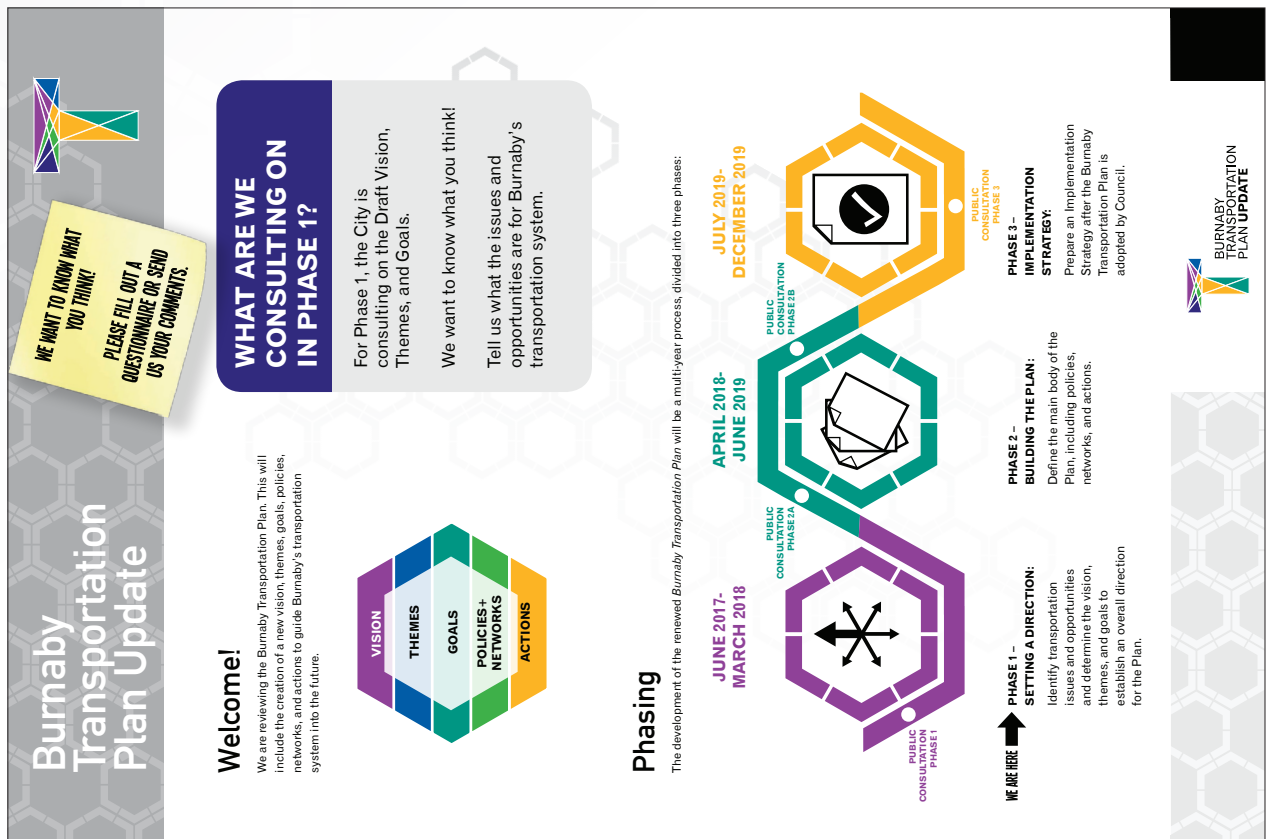 Burnaby
Transportation
Plan Update
WE WANT TO KNOW WHAT
YOU THINK!
PLEASE FILL OUT A
QUESTIONNAIRE OR SEND
US YOUR COMMENTS.
Welcome!
We are reviewing the Burnaby Transportation Plan. This will
include the creation of a new vision, themes, goals, policies,
networks, and actions to guide Burnaby's transportation
system into the future.
VISION
THEMES
GOALS
POLICIES+
NETWORKS
ACTIONS
WHAT ARE WE
CONSULTING ON
IN PHASE 1?
For Phase 1, the City is
consulting on the Draft Vision,
Themes, and Goals.
We want to know what you think!
Tell us what the issues and
opportunities are for Burnaby's
transportation system.
Phasing
The development of the renewed Burnaby Transportation Plan will be a multi-year process, divided into three phases:
JUNE 2017-
MARCH 2018
APRIL 2018-
JUNE 2019
JULY 2019-
DECEMBER 2019
PUBLIC
CONSULTATION
PHASE 1
PUBLIC
CONSULTATION
PHASE 2A
PUBLIC
CONSULTATION
PHASE 2B
PUBLIC
CONSULTATION
PHASE 3
WE ARE HERE
PHASE 1 –
SETTING A DIRECTION:
Identify transportation
issues and opportunities
and determine the vision,
themes, and goals to
establish an overall direction
for the Plan.
PHASE 2 –
BUILDING THE PLAN:
Define the main body of the
Plan, including policies,
networks, and actions.
PHASE 3 –
IMPLEMENTATION
STRATEGY:
Prepare an Implementation
Strategy after the Burnaby
Transportation Plan is
adopted by Council.
BURNABY
TRANSPORTATION
PLAN UPDATE